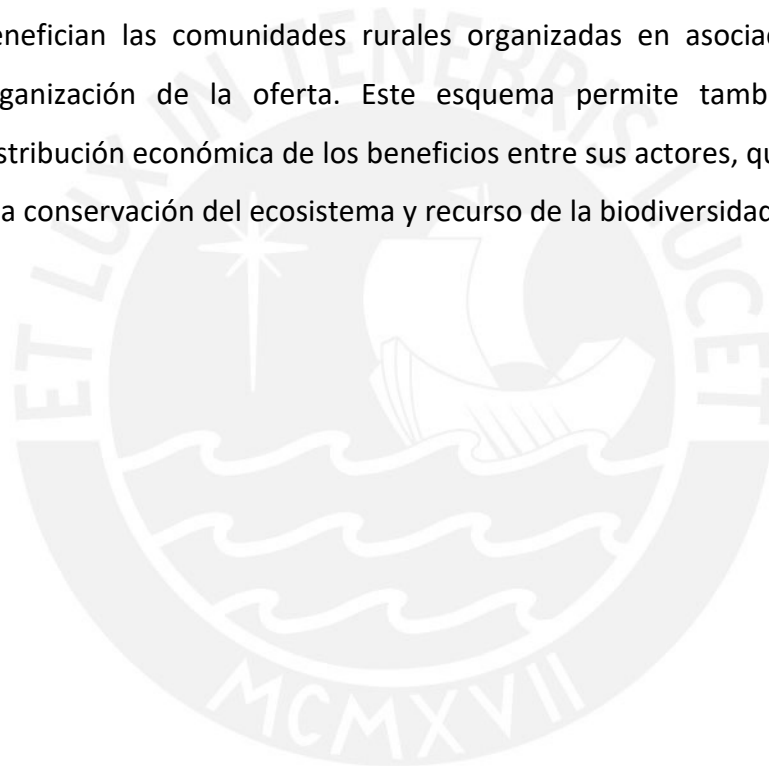 enefician las comunidades rurales organizadas en asociac
ganización de la oferta. Este esquema permite tamb
stribución económica de los beneficios entre sus actores, qu
a conservación del ecosistema y recurso de la biodiversidad
ET LUX IN TENEBRIS LUCET
MCMXVII